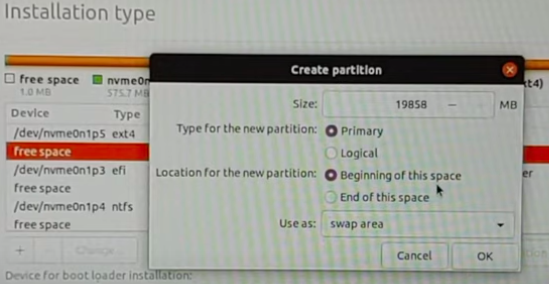 Installation type
Create partition
free space
nvme0n
t4)
1.0 MB
575.7 MB
Size: 19858 − MB
Device Type
Type for the new partition: Primary
/dev/nvme0n1p5 ext4
Logical
free space
Location for the new partition: Beginning of this space
/dev/nvme0n1p3 efi
er
free space
End of this space
/dev/nvme0n1p4 ntfs
Use as: swap area
free space
+ − Change...
Cancel OK
Device for boot loader installation: